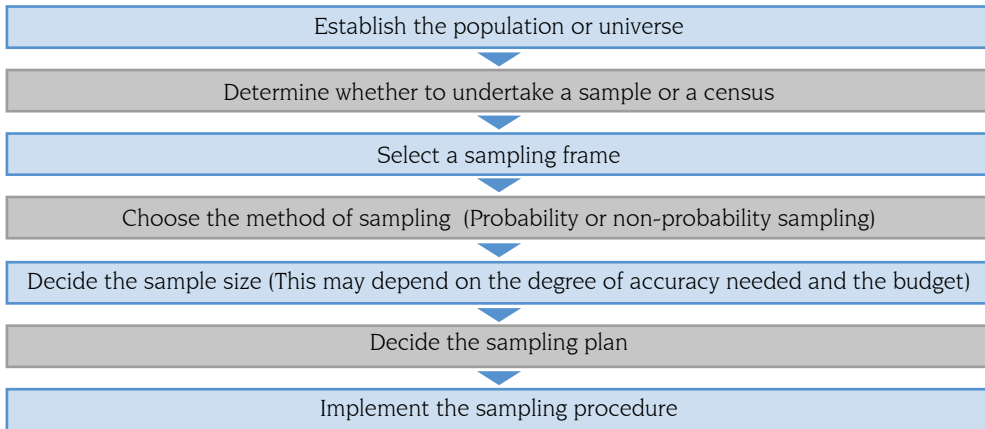 Establish the population or universe
Determine whether to undertake a sample or a census
Select a sampling frame
Choose the method of sampling (Probability or non-probability sampling)
Decide the sample size (This may depend on the degree of accuracy needed and the budget)
Decide the sampling plan
Implement the sampling procedure